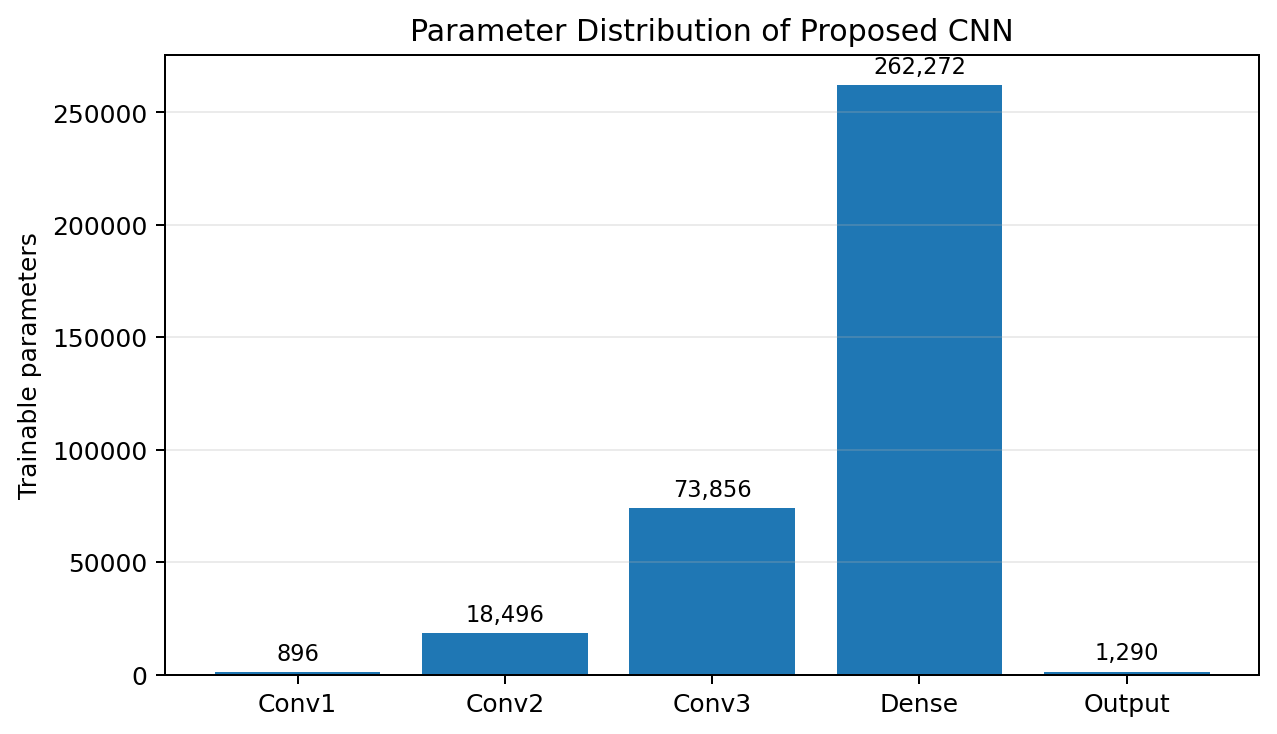 Parameter Distribution of Proposed CNN
Trainable parameters
250000
200000
150000
100000
50000
0
896
18,496
73,856
262,272
1,290
Conv1
Conv2
Conv3
Dense
Output